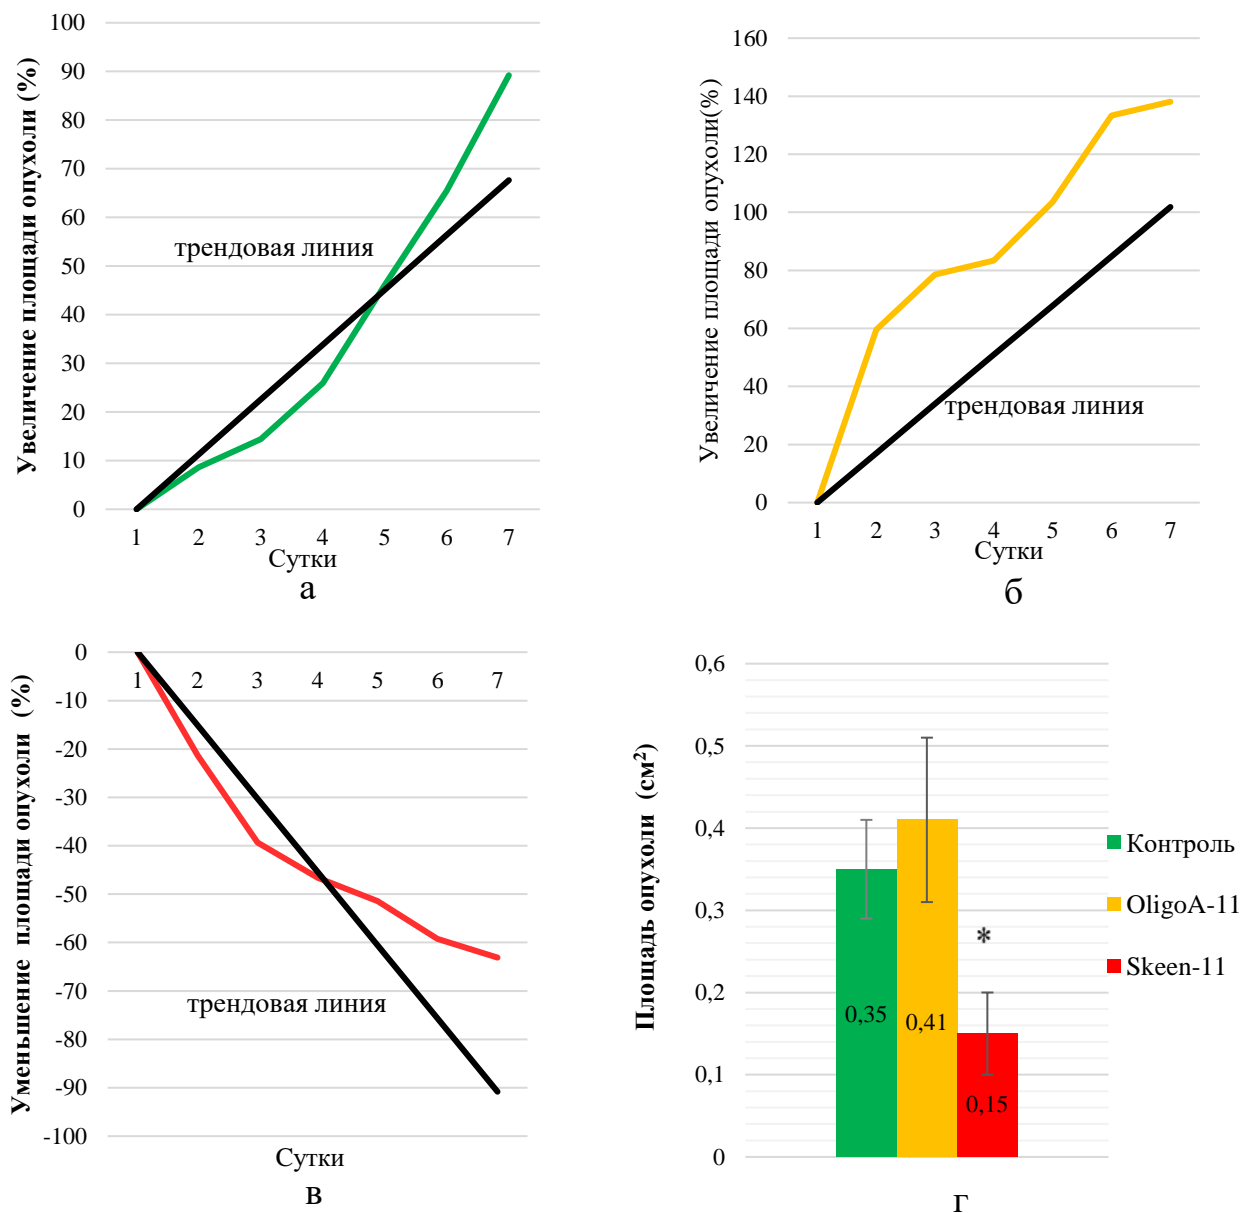 Увеличение площади опухоли (%)
100
90
80
70
60
50
40
30
20
10
0
трендовая линия
1 2 3 4 5 6 7
Сутки
а
Увеличение площади опухоли(%)
160
140
120
100
80
60
40
20
0
трендовая линия
1 2 3 4 5 6 7
Сутки
б
Уменьшение площади опухоли (%)
0
-10
-20
-30
-40
-50
-60
-70
-80
-90
-100
1 2 3 4 5 6 7
трендовая линия
Сутки
в
Площадь опухоли (см²)
0,6
0,5
0,4
0,3
0,2
0,1
0
*
0,35
0,41
0,15
Контроль
OligoA-11
Skeen-11
г